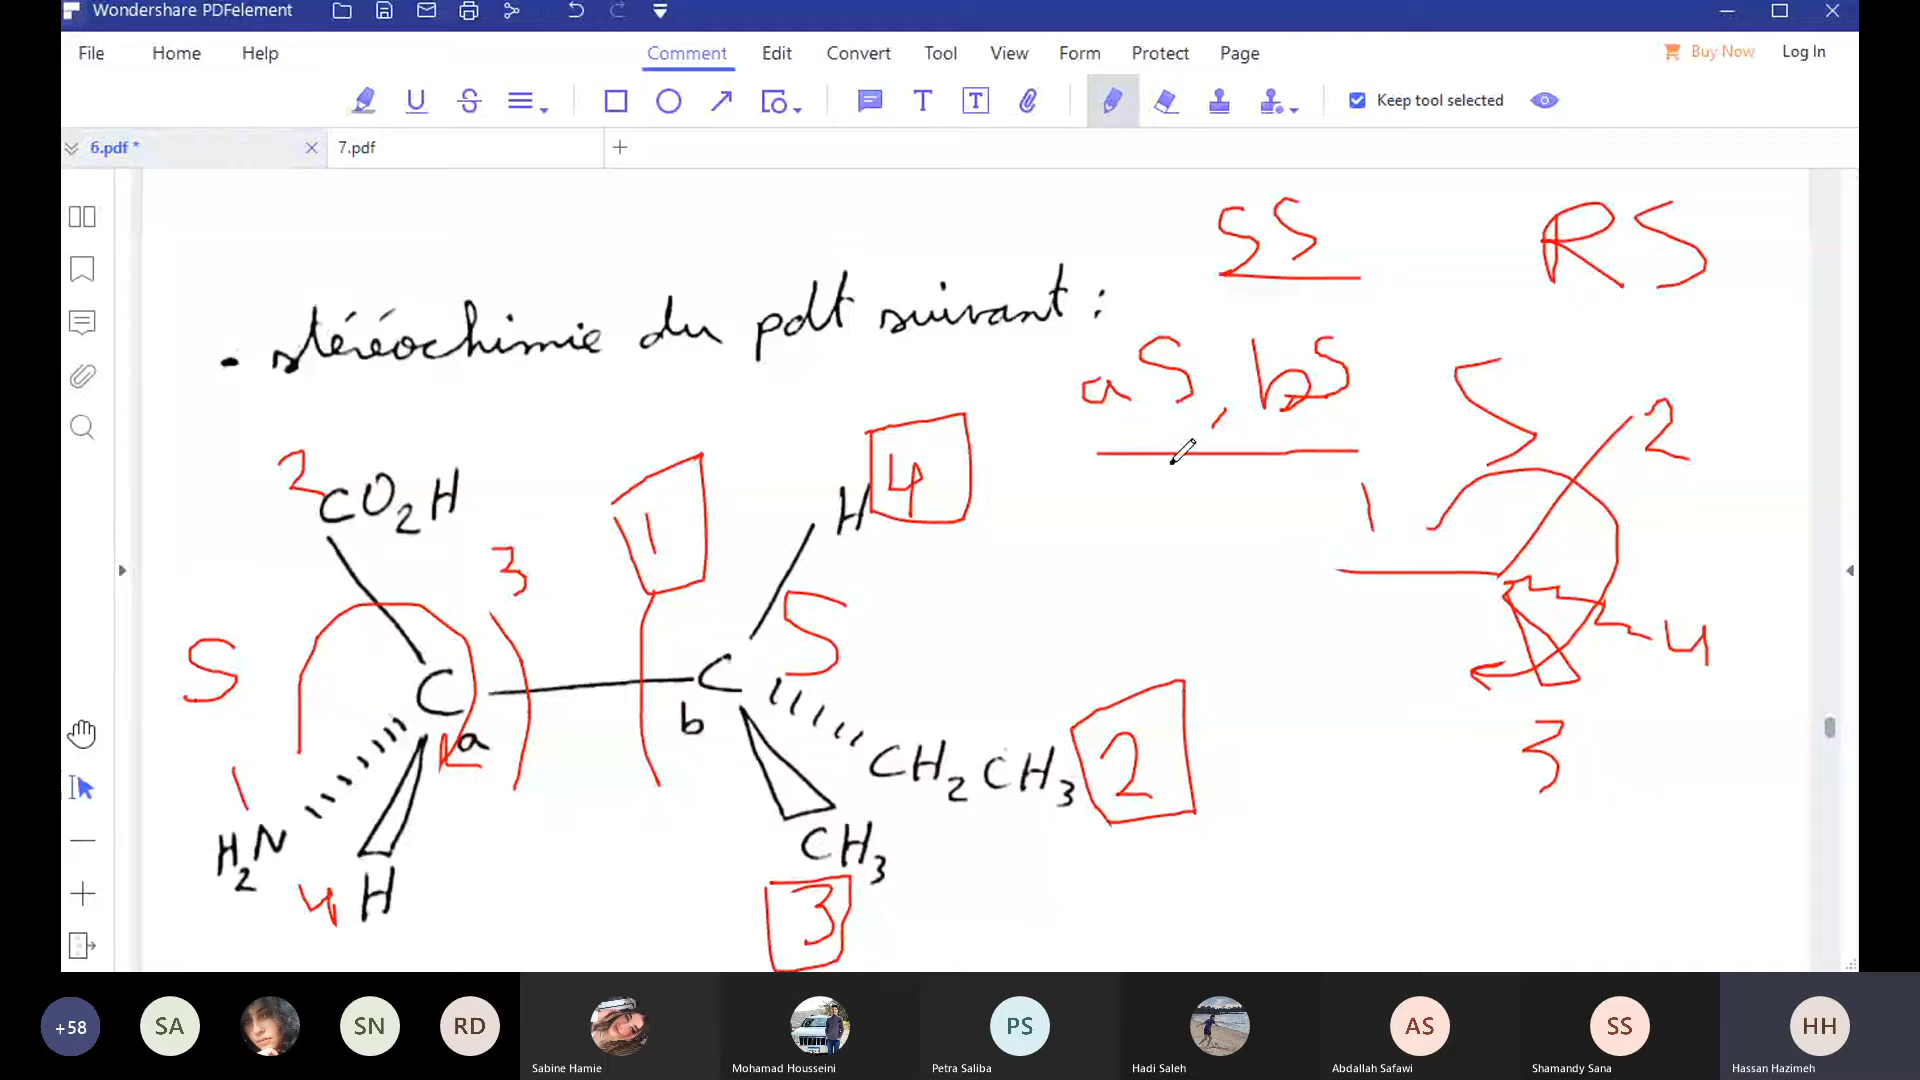 Wondershare PDFelement
File Home Help Comment Edit Convert Tool View Form Protect Page Buy Now Log In
Keep tool selected
6.pdf * 7.pdf
SS RS
• stéréochimie du pdt suivant :
aS, bS
S
2 CO2H
1
H 4
1
2
3
S
S
C
a
C
b
4
1
H2N
4 H
CH2CH3 2
CH3
3
3
+58 SA SN RD PS AS SS HH
Sabine Hamie Mohamad Housseini Petra Saliba Hadi Saleh Abdallah Safawi Shamandy Sana Hassan Hazimeh